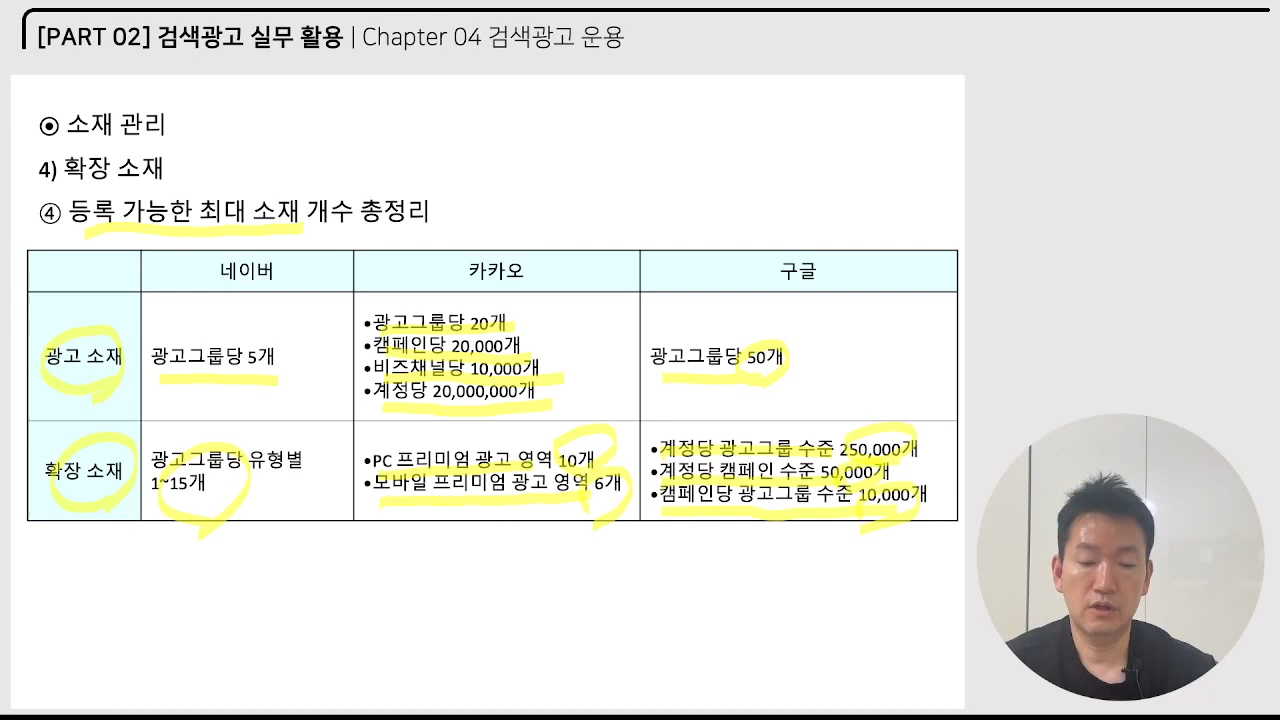 [PART 02] 검색광고 실무 활용 | Chapter 04 검색광고 운용
⦿ 소재 관리
4) 확장 소재
④ 등록 가능한 최대 소재 개수 총정리
네이버 카카오 구글
광고 소재
광고그룹당 5개
•광고그룹당 20개
•캠페인당 20,000개
•비즈채널당 10,000개
•계정당 20,000,000개
광고그룹당 50개
확장 소재
광고그룹당 유형별
1~15개
•PC 프리미엄 광고 영역 10개
•모바일 프리미엄 광고 영역 6개
•계정당 광고그룹 수준 250,000개
•계정당 캠페인 수준 50,000개
•캠페인당 광고그룹 수준 10,000개